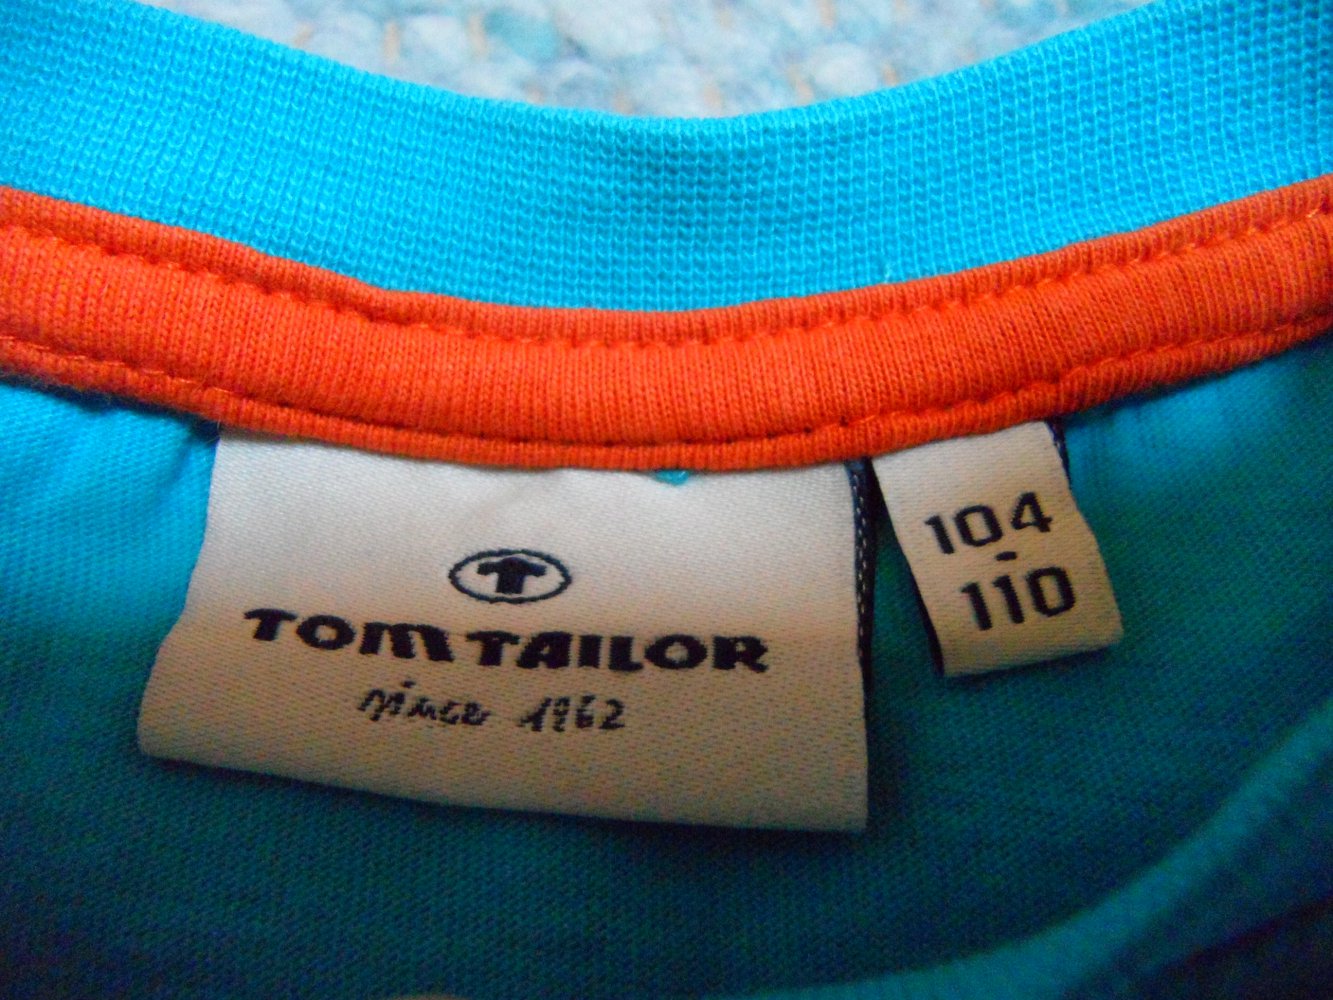 T
TOM TAILOR
since 1962
104
-
110